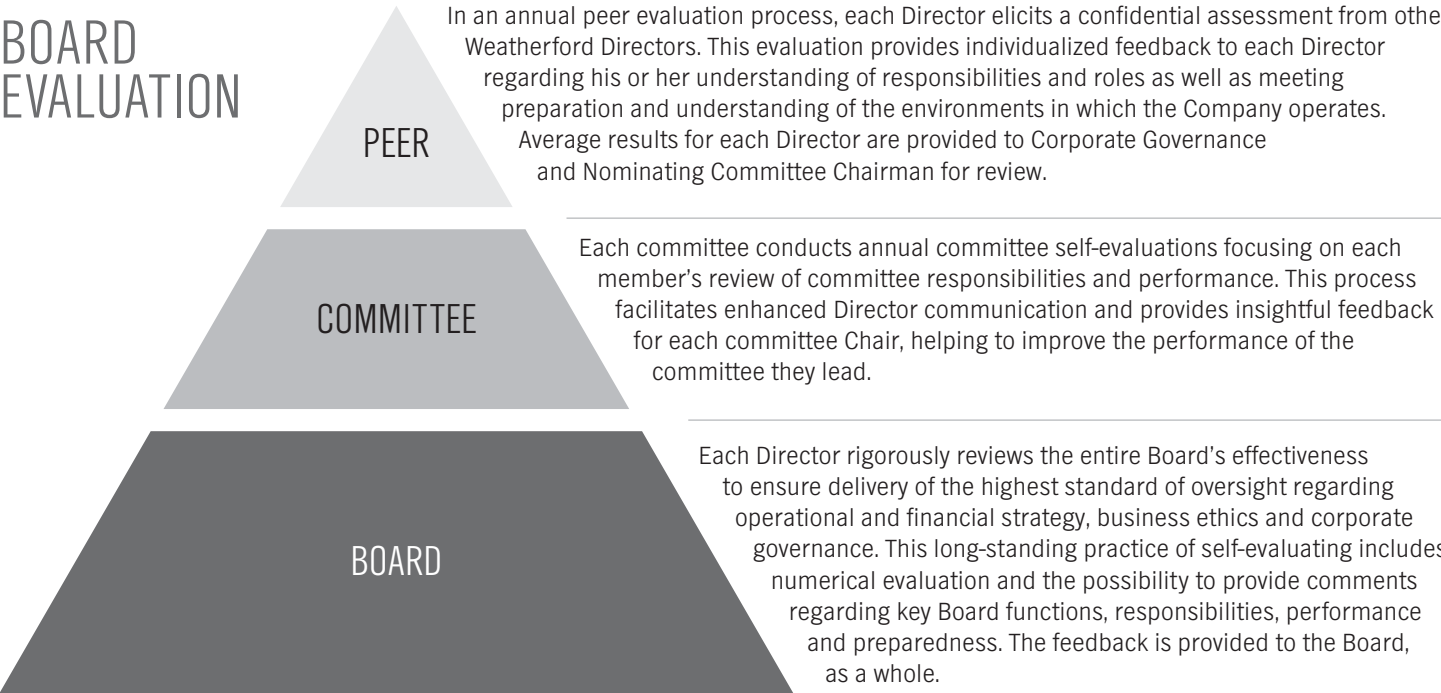 BOARD
EVALUATION
PEER
In an annual peer evaluation process, each Director elicits a confidential assessment from othe
Weatherford Directors. This evaluation provides individualized feedback to each Director
regarding his or her understanding of responsibilities and roles as well as meeting
preparation and understanding of the environments in which the Company operates.
Average results for each Director are provided to Corporate Governance
and Nominating Committee Chairman for review.
COMMITTEE
Each committee conducts annual committee self-evaluations focusing on each
member’s review of committee responsibilities and performance. This process
facilitates enhanced Director communication and provides insightful feedback
for each committee Chair, helping to improve the performance of the
committee they lead.
BOARD
Each Director rigorously reviews the entire Board’s effectiveness
to ensure delivery of the highest standard of oversight regarding
operational and financial strategy, business ethics and corporate
governance. This long-standing practice of self-evaluating includes
numerical evaluation and the possibility to provide comments
regarding key Board functions, responsibilities, performance
and preparedness. The feedback is provided to the Board,
as a whole.